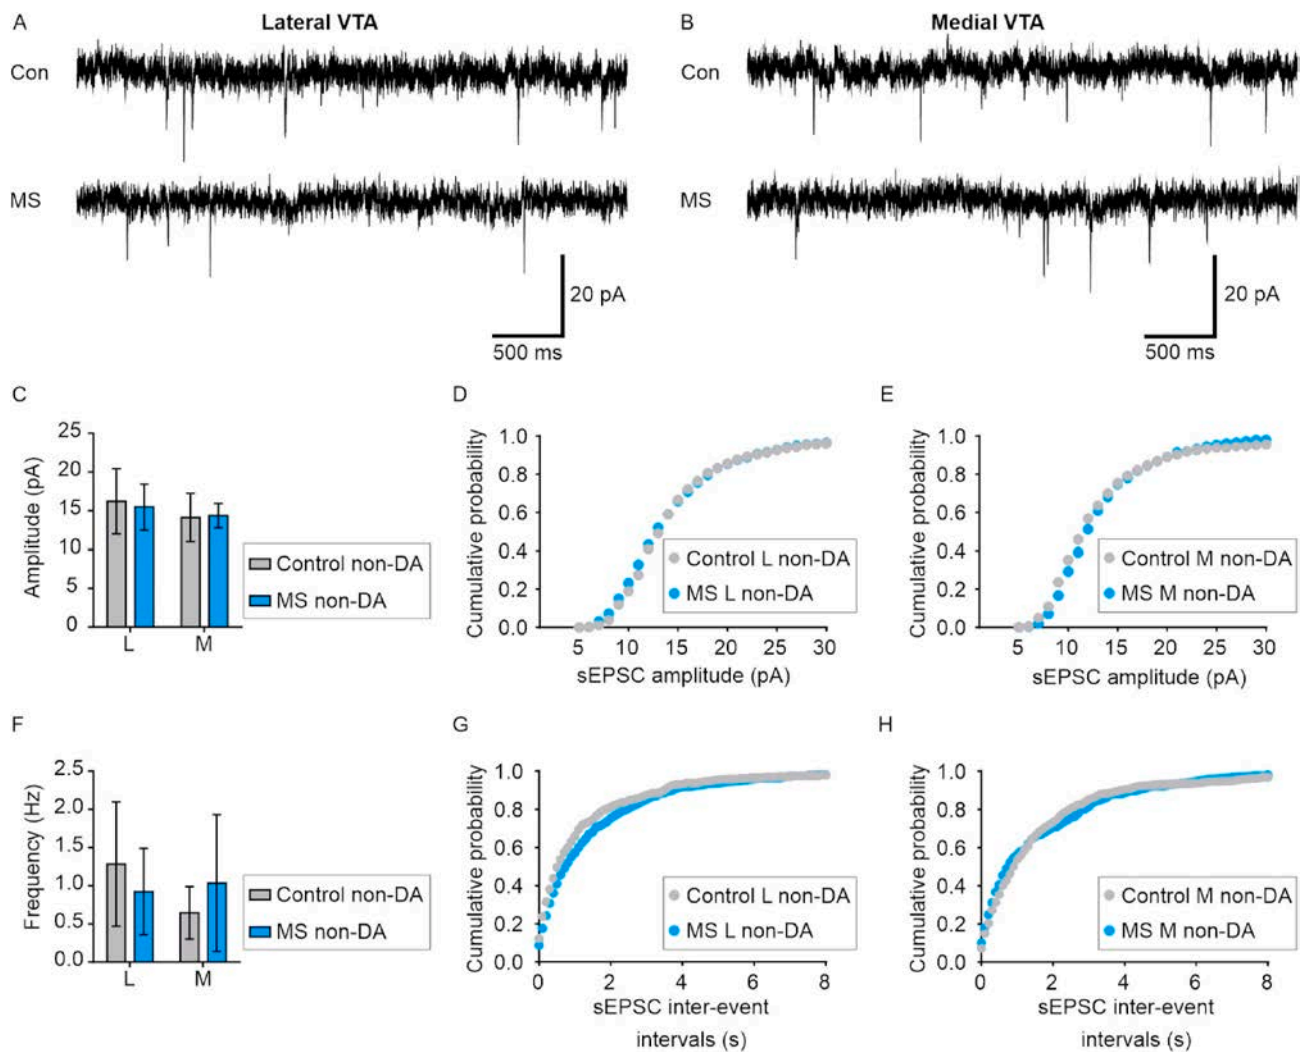 A
Lateral VTA
B
Medial VTA
Con
Con
MS
MS
20 pA
500 ms
20 pA
500 ms
C
Amplitude (pA)
25
20
15
10
5
0
L
M
Control non-DA
MS non-DA
D
Cumulative probability
1.0
0.8
0.6
0.4
0.2
0.0
5 10 15 20 25 30
sEPSC amplitude (pA)
Control L non-DA
MS L non-DA
E
Cumulative probability
1.0
0.8
0.6
0.4
0.2
0.0
5 10 15 20 25 30
sEPSC amplitude (pA)
Control M non-DA
MS M non-DA
F
Frequency (Hz)
2.5
2.0
1.5
1.0
0.5
0.0
L
M
Control non-DA
MS non-DA
G
Cumulative probability
1.0
0.8
0.6
0.4
0.2
0.0
0 2 4 6 8
sEPSC inter-event
intervals (s)
Control L non-DA
MS L non-DA
H
Cumulative probability
1.0
0.8
0.6
0.4
0.2
0.0
0 2 4 6 8
sEPSC inter-event
intervals (s)
Control M non-DA
MS M non-DA